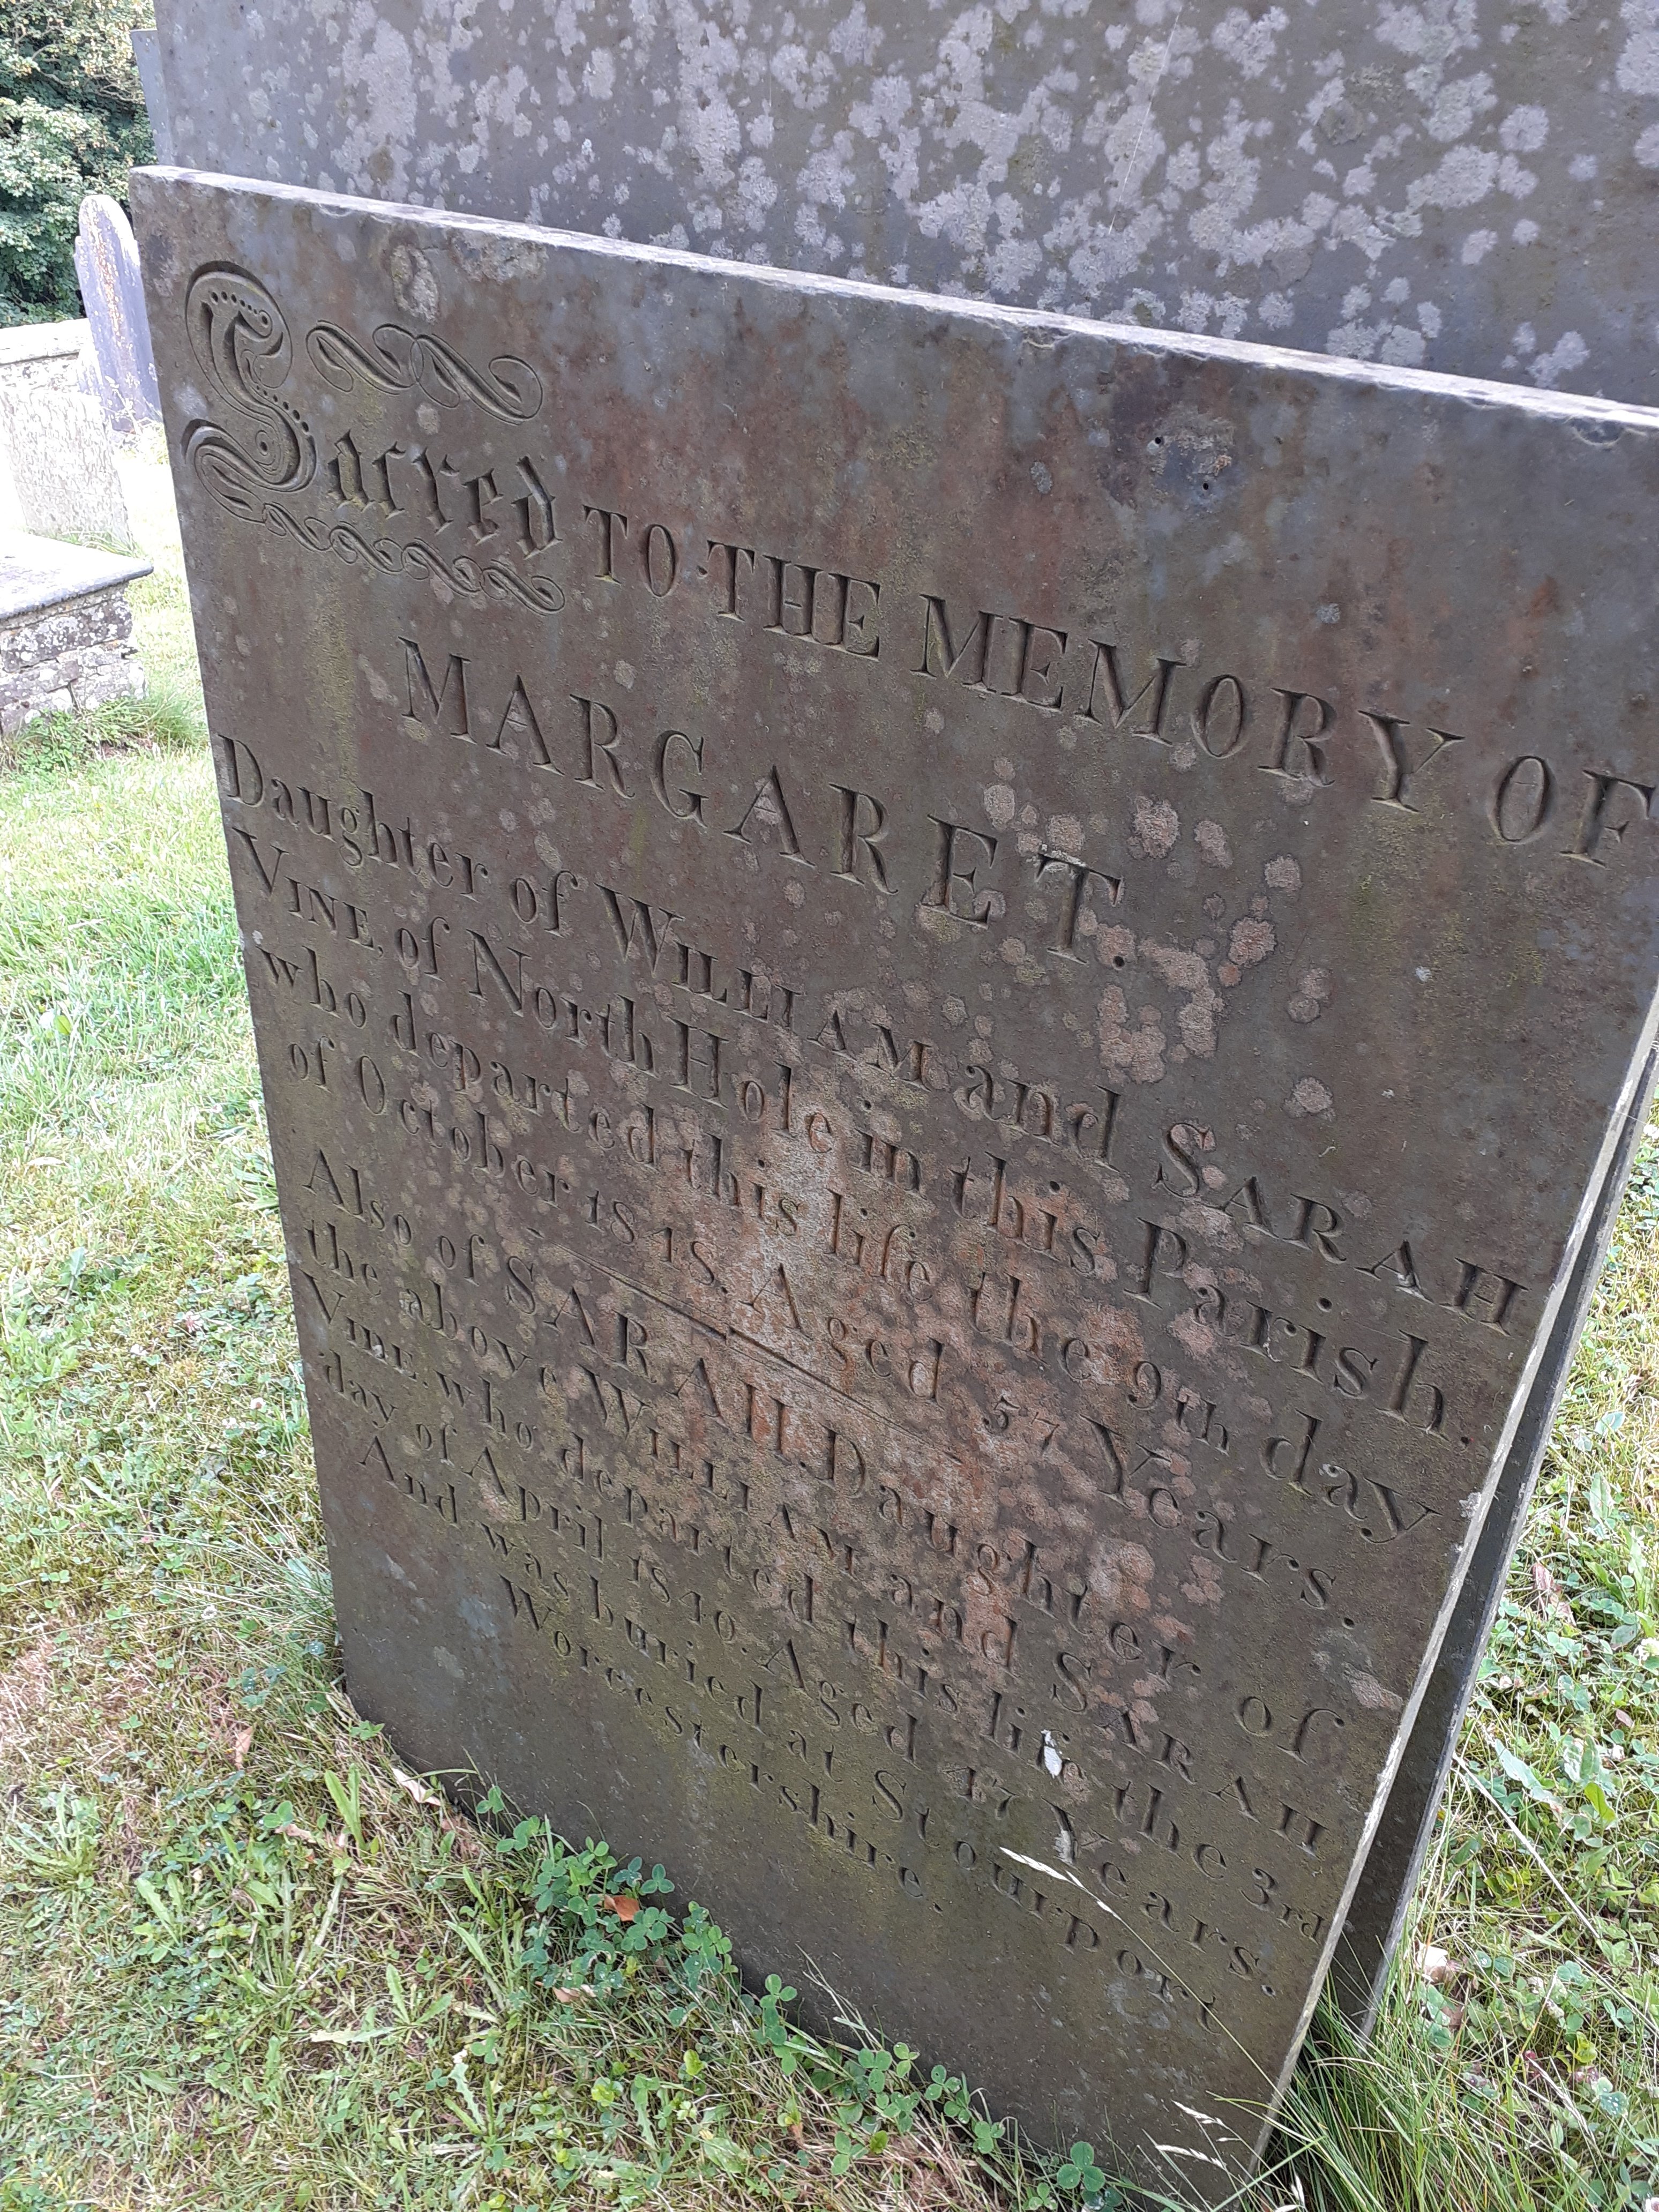 Sacred TO THE MEMORY OF
MARGARET.
Daughter of WILLIAM and SARAH
VINE, of North Hole in this Parish,
who departed this life the 9th day
of October 1845. Aged 57 Years.
Also of SARAH. Daughter of
the above WILLIAM and SARAH
VINE. who departed this life the 3rd
day of April 1840. Aged 47 Years.
And was buried at Stourport
Worcestershire.